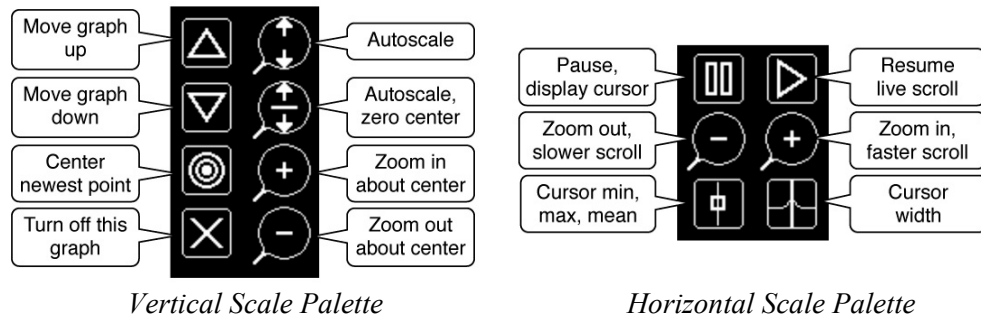 Move graph
up
Autoscale
Move graph
down
Autoscale,
zero center
Center
newest point
Zoom in
about center
Turn off this
graph
Zoom out
about center
Vertical Scale Palette
Pause,
display cursor
Resume
live scroll
Zoom out,
slower scroll
Zoom in,
faster scroll
Cursor min,
max, mean
Cursor
width
Horizontal Scale Palette